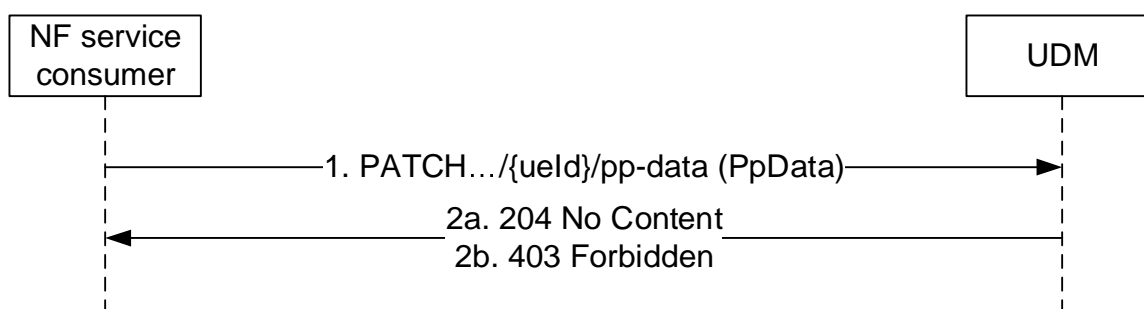 NF service
consumer
UDM
1. PATCH…/{ueId}/pp-data (PpData)
2a. 204 No Content
2b. 403 Forbidden